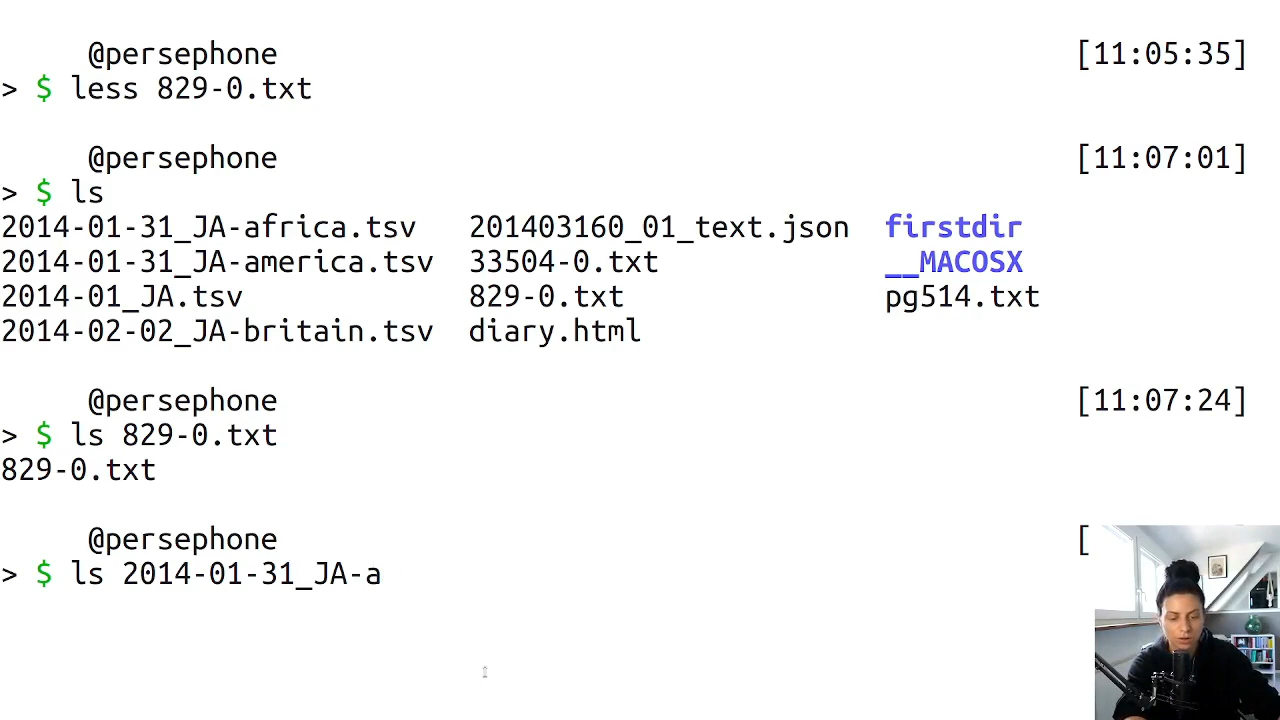 @persephone [11:05:35]
> $ less 829-0.txt
@persephone [11:07:01]
> $ ls
2014-01-31_JA-africa.tsv 201403160_01_text.json firstdir
2014-01-31_JA-america.tsv 33504-0.txt __MACOSX
2014-01_JA.tsv 829-0.txt pg514.txt
2014-02-02_JA-britain.tsv diary.html
@persephone [11:07:24]
> $ ls 829-0.txt
829-0.txt
@persephone [
> $ ls 2014-01-31_JA-a